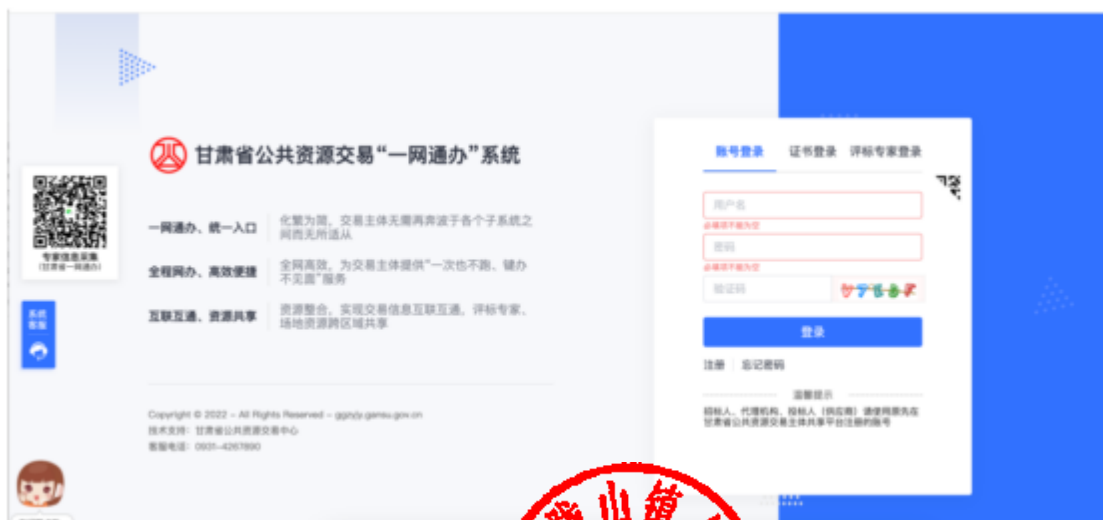 甘肃省公共资源交易“一网通办”系统
一网通办、统一入口
化繁为简，交易主体无需再奔波于各个子系统之
间而无所适从
全程网办、高效便捷
全网高效，为交易主体提供“一次也不跑、键办
不见面”服务
互联互通、资源共享
资源整合，实现交易信息互联互通，评标专家、
场地资源跨区域共享
Copyright © 2022 - All Rights Reserved - ggzyjy.gansu.gov.cn
技术支持：甘肃省公共资源交易中心
客服电话：0931-4267890
专家信息采集
(甘肃省一网通办)
系统
客服
账号登录 证书登录 评标专家登录
用户名
必填项不能为空
密码
必填项不能为空
验证码
登录
注册 忘记密码
温馨提示
招标人、代理机构、投标人（供应商）请使用原先在
甘肃省公共资源交易主体共享平台注册的账号
山镇